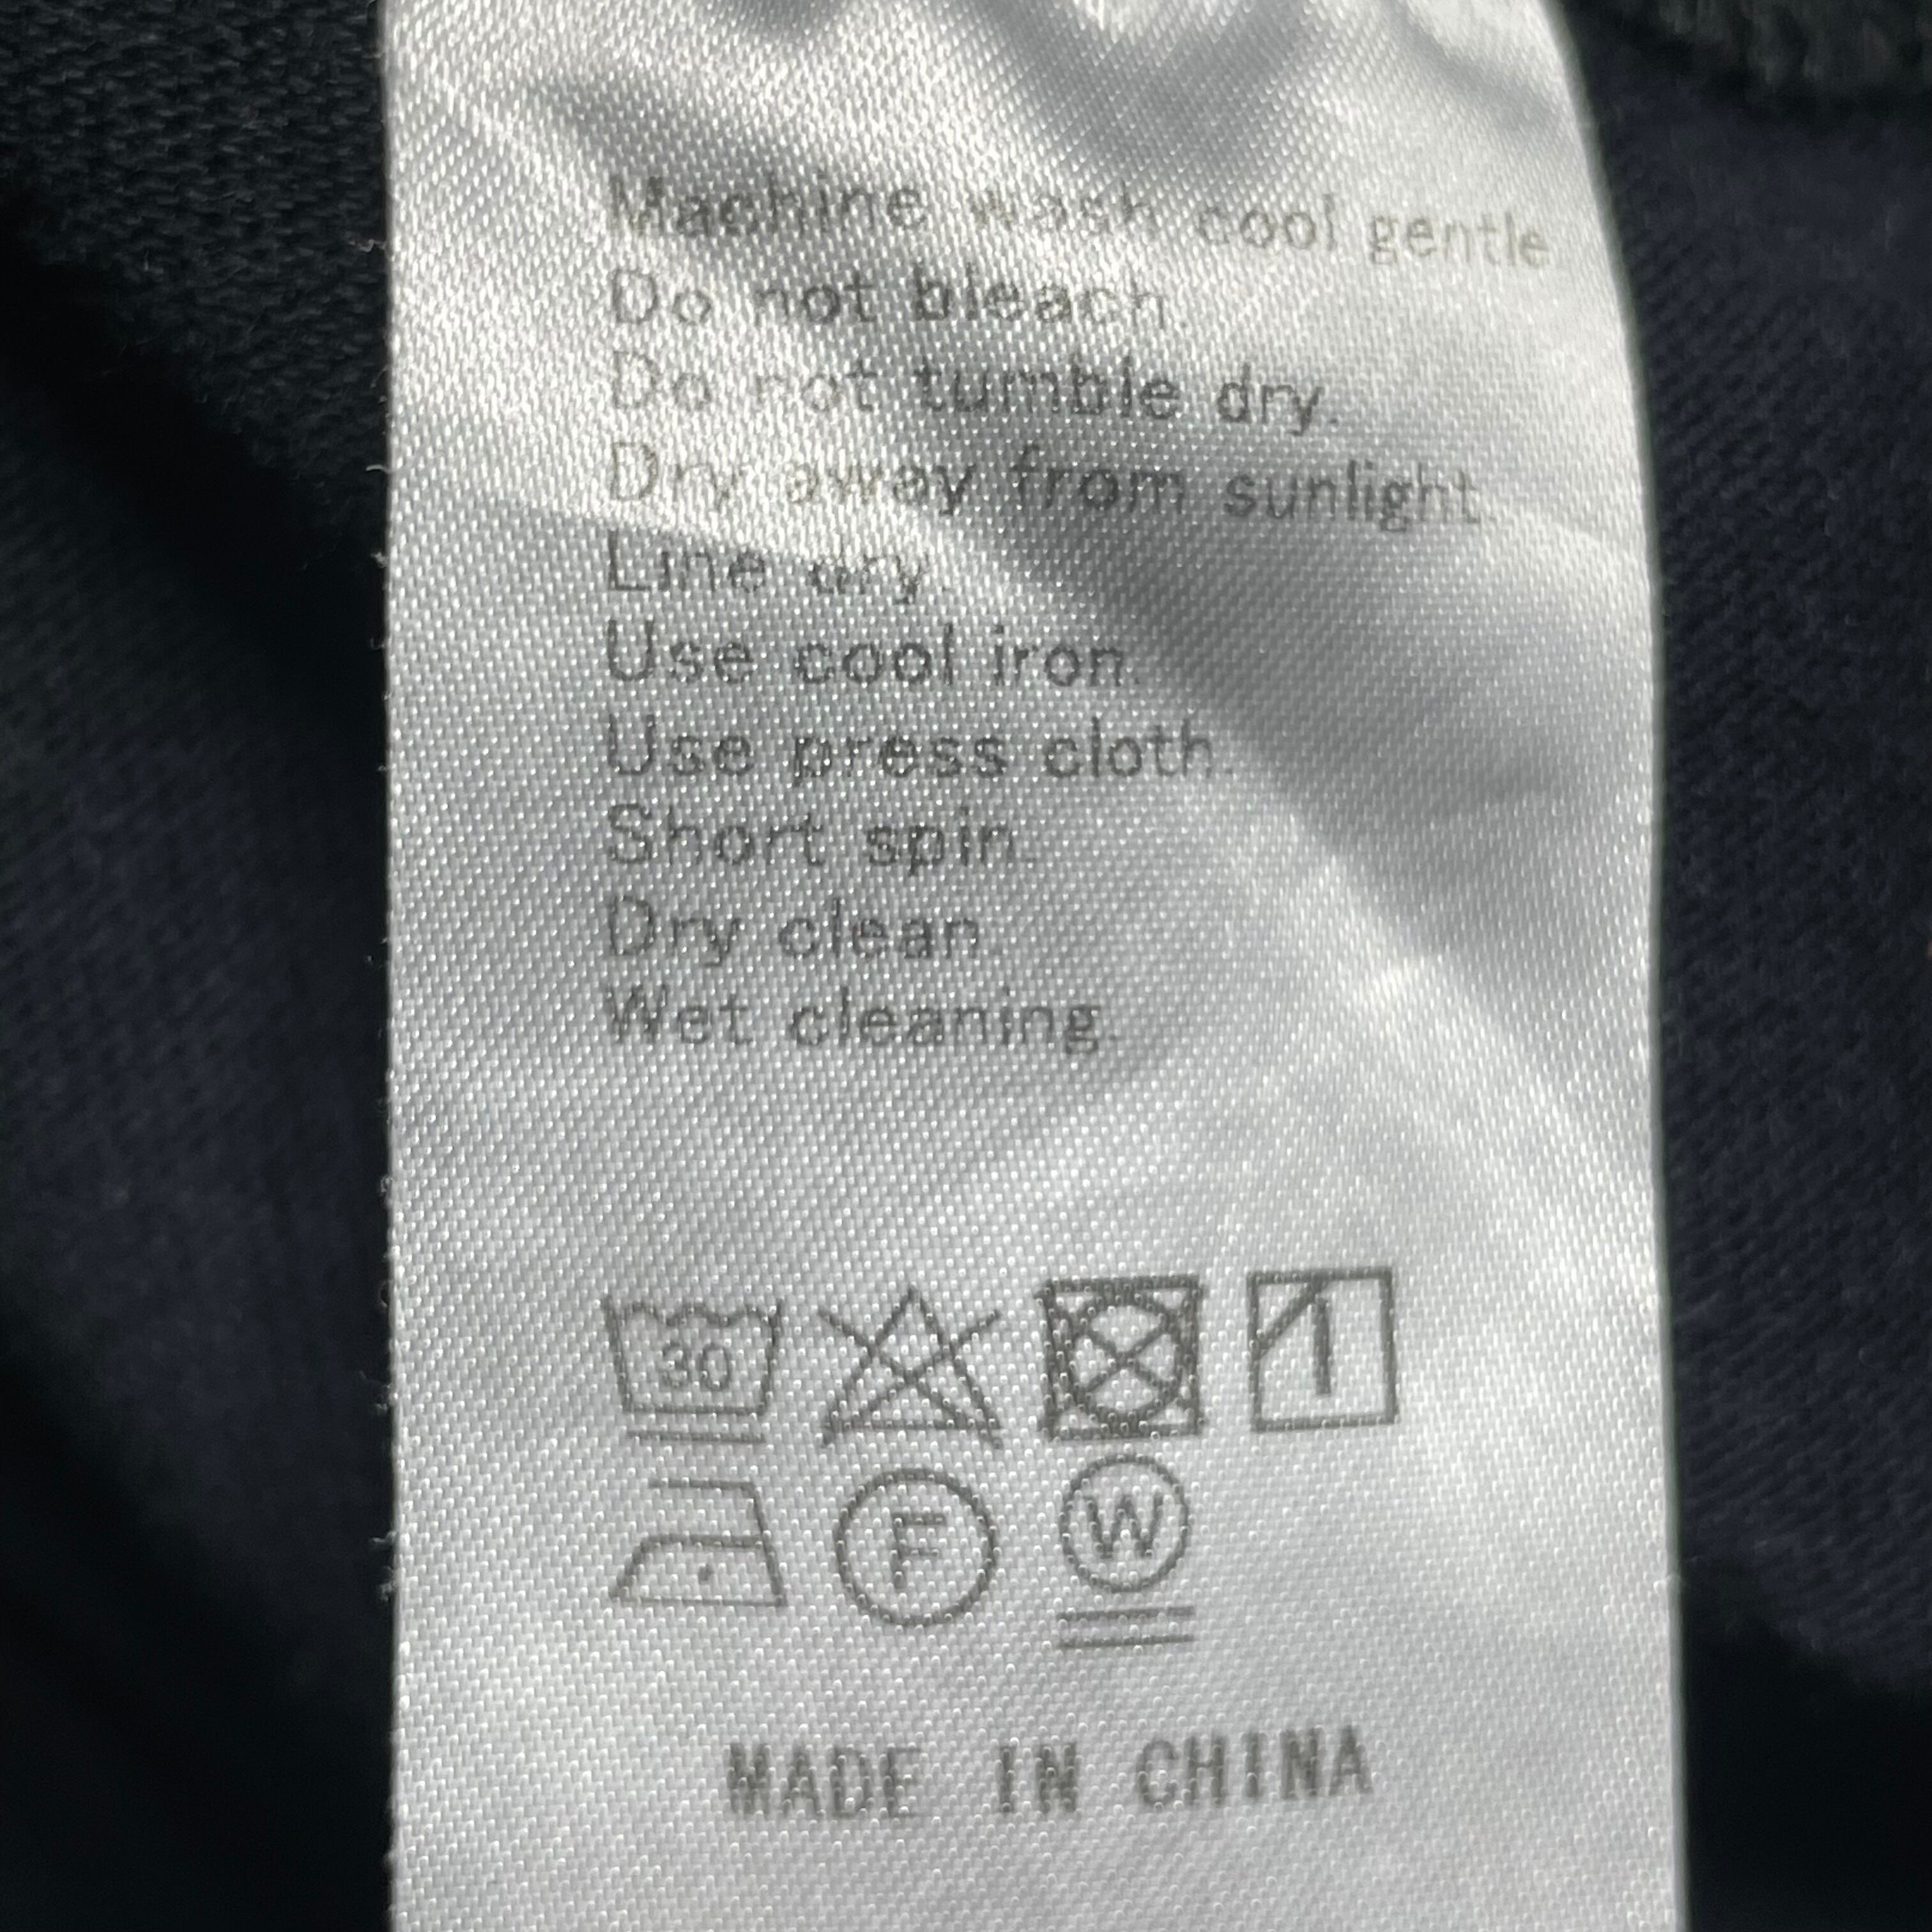 Machine wash cool gentle.
Do not bleach.
Do not tumble dry.
Dry away from sunlight.
Line dry.
Use cool iron.
Use press cloth.
Short spin.
Dry clean.
Wet cleaning.
30
F W
MADE IN CHINA